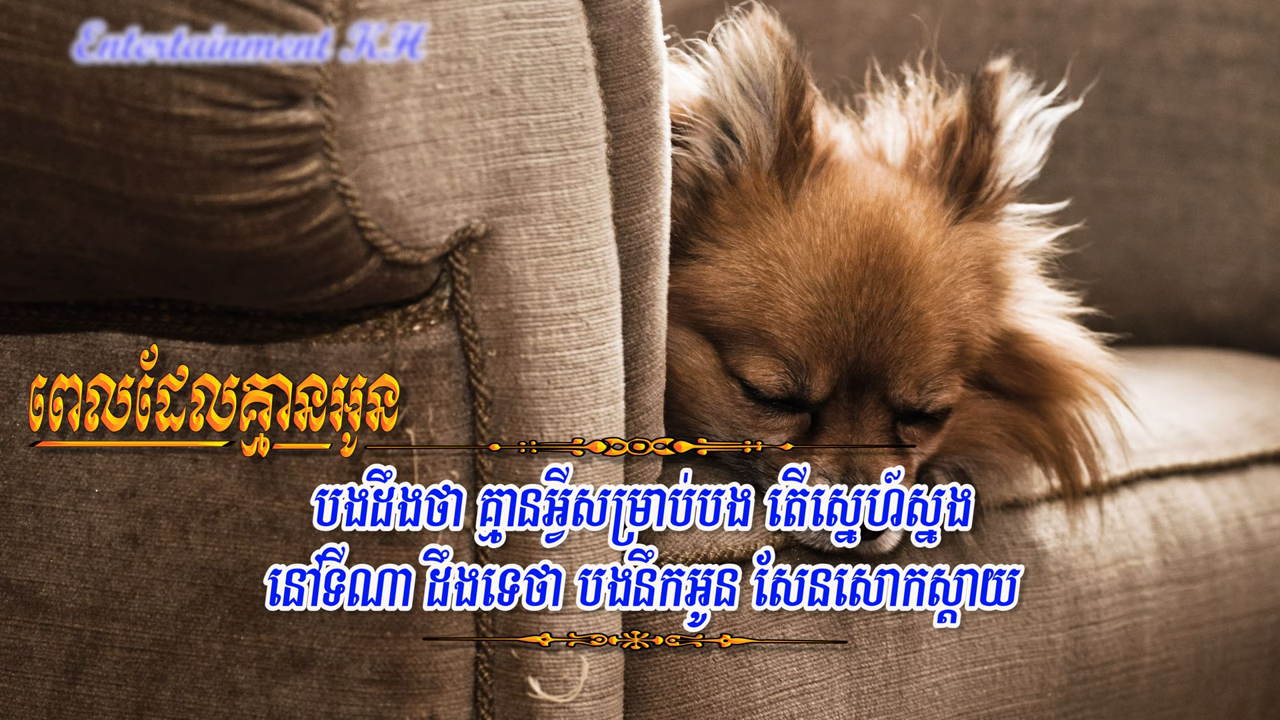 Entertainment KH
ពេលដែលគ្មានអូន
បងដឹងថា គ្មានអ្វីសម្រាប់បង តើស្នេហ៍ស្នង
នៅទីណា ដឹងទេថា បងនឹកអូន សែនសោកស្ដាយ